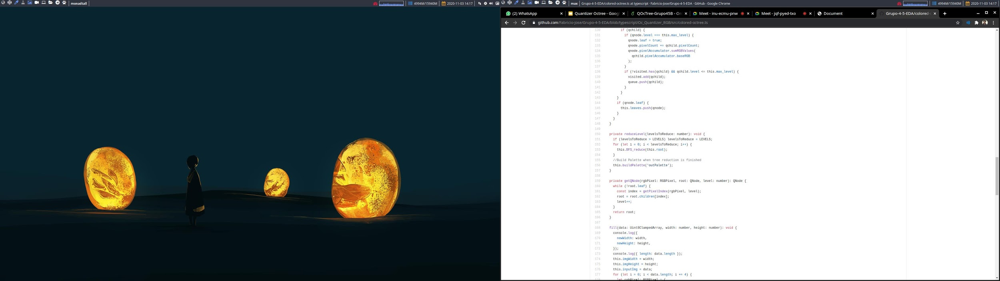 monadtall
4994M/15940M
2020-11-03 14:17
max
Grupo-4-5-EDA/colored-octree.ts at typescript · Fabricio-Jose/Grupo-4-5-EDA · GitHub - Google Chrome
4994M/15940M
2020-11-03 14:17
(2) WhatsApp
Quantizer Octree - Goog
QOcTree-Grupo45B - On
Meet - inu-ecmu-pnw
Meet - jqf-pyed-txo
Document
Grupo-4-5-EDA/colored-
github.com/Fabricio-Jose/Grupo-4-5-EDA/blob/typescript/Oc_Quantizer_RGB/src/colored-octree.ts
130 if (qchild) {
131 if (qnode.level === this.max_level) {
132 qnode.leaf = true;
133 qnode.pixelCount += qchild.pixelCount;
134 qnode.pixelAccumulator.sumRGBValues(
135 qchild.pixelAccumulator.baseRGB
136 );
137 }
138 if (!visited.has(qchild) && qchild.level <= this.max_level) {
139 visited.add(qchild);
140 queue.push(qchild);
141 }
142 }
143 }
144 if (qnode.leaf) {
145 this.leaves.push(qnode);
146 }
147 }
148 }
149
150 private reduceLevel(levelsToReduce: number): void {
151 if (levelsToReduce > LEVELS) levelsToReduce = LEVELS;
152 for (let i = 0; i < levelsToReduce; i++) {
153 this.BFS_reduce(this.root);
154 }
155 //Build Palette when tree reduction is finished
156 this.buildPalette('outPalette');
157 }
158
159 private getQNode(rgbPixel: RGBPixel, root: QNode, level: number): QNode {
160 while (!root.leaf) {
161 const index = getPixelIndex(rgbPixel, level);
162 root = root.children[index];
163 level++;
164 }
165 return root;
166 }
167
168 fill(data: Uint8ClampedArray, width: number, height: number): void {
169 console.log({
170 newWidth: width,
171 newHeight: height,
172 });
173 console.log({ length: data.length });
174 this.imgWidth = width;
175 this.imgHeight = height;
176 this.inputImg = data;
177 for (let i = 0; i < data.length; i += 4) {
178 let rgbPixel: RGBPixel = {